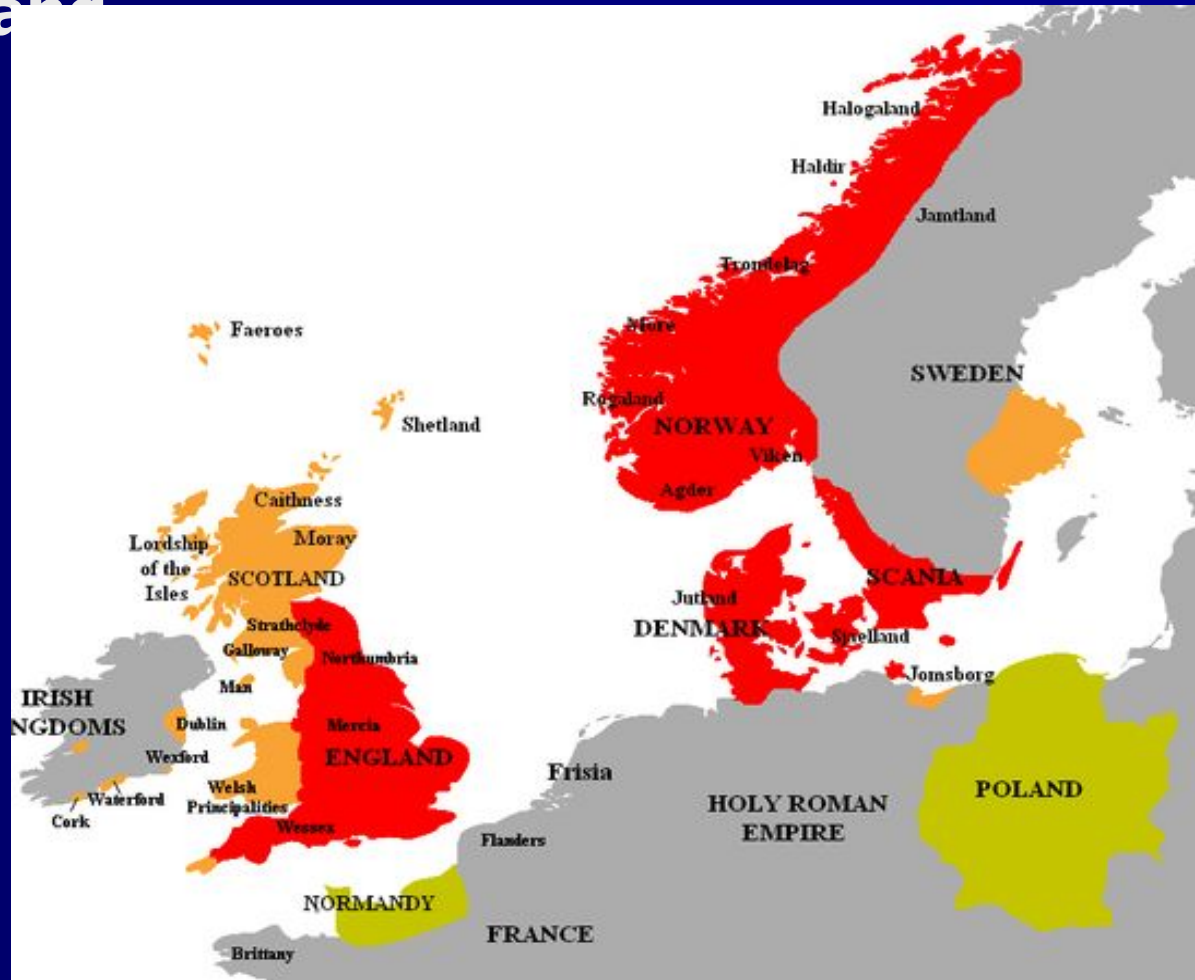 Halogaland
Haldir
Jamtland
Trondelag
Faeroes
More
SWEDEN
Rogaland
Shetland
NORWAY
Viken
Agder
Caithness
Moray
Lordship
of the
Isles
SCOTLAND
SCANIA
Jutland
DENMARK
Sjaelland
Strathclyde
Galloway
Northumbria
Jomsborg
Man
IRISH
NGDOMS
Dublin
Mercia
Wexford
ENGLAND
Frisia
Welsh
Principalities
Waterford
Cork
Wessex
POLAND
HOLY ROMAN
EMPIRE
Flanders
NORMANDY
FRANCE
Brittany